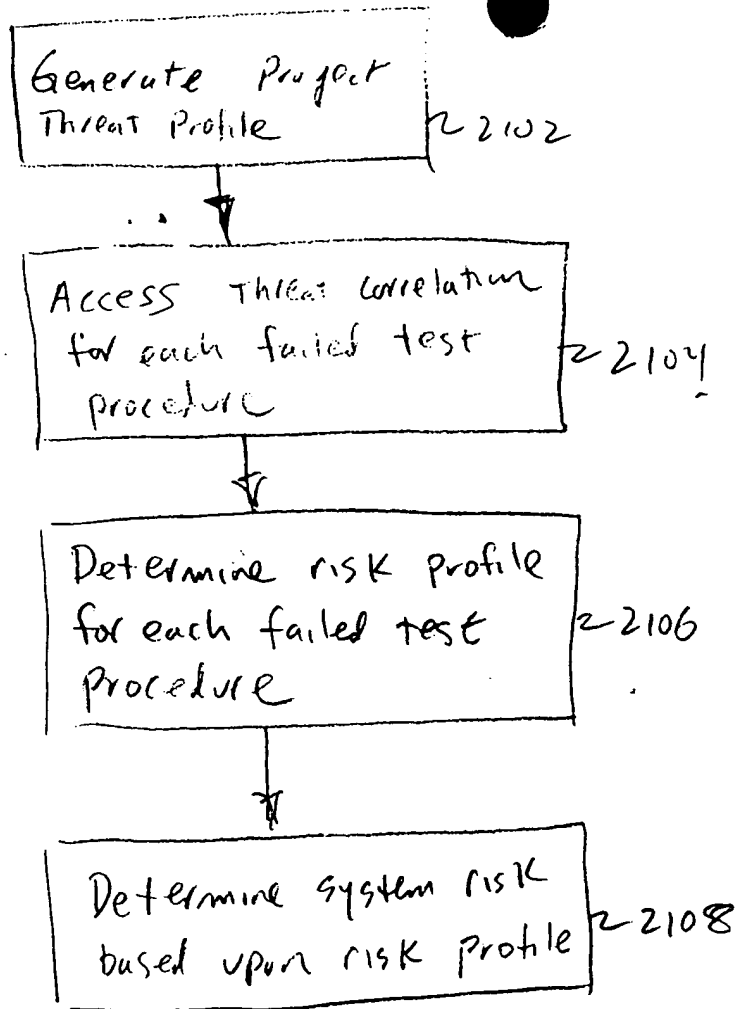 Generate Project
Threat Profile
2102
Access Threat correlation
for each failed test
procedure
2104
Determine risk profile
for each failed test
procedure
2106
Determine system risk
based upon risk profile
2108